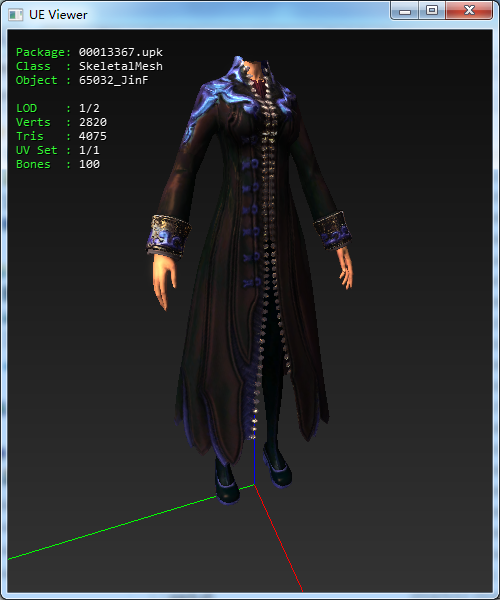 UE Viewer
Package: 00013367.upk
Class : SkeletalMesh
Object : 65032_JinF
LOD : 1/2
Verts : 2820
Tris : 4075
UV Set : 1/1
Bones : 100